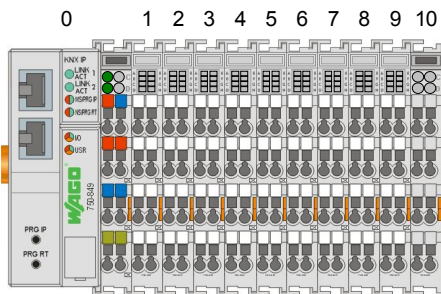 0 1 2 3 4 5 6 7 8 9 10
KNX IP
LINK 1
ACT
LINK 2
ACT
MS/PRG IP
NS/PRG RT
I/O
USR
WAGO
750-849
PRG IP
PRG RT